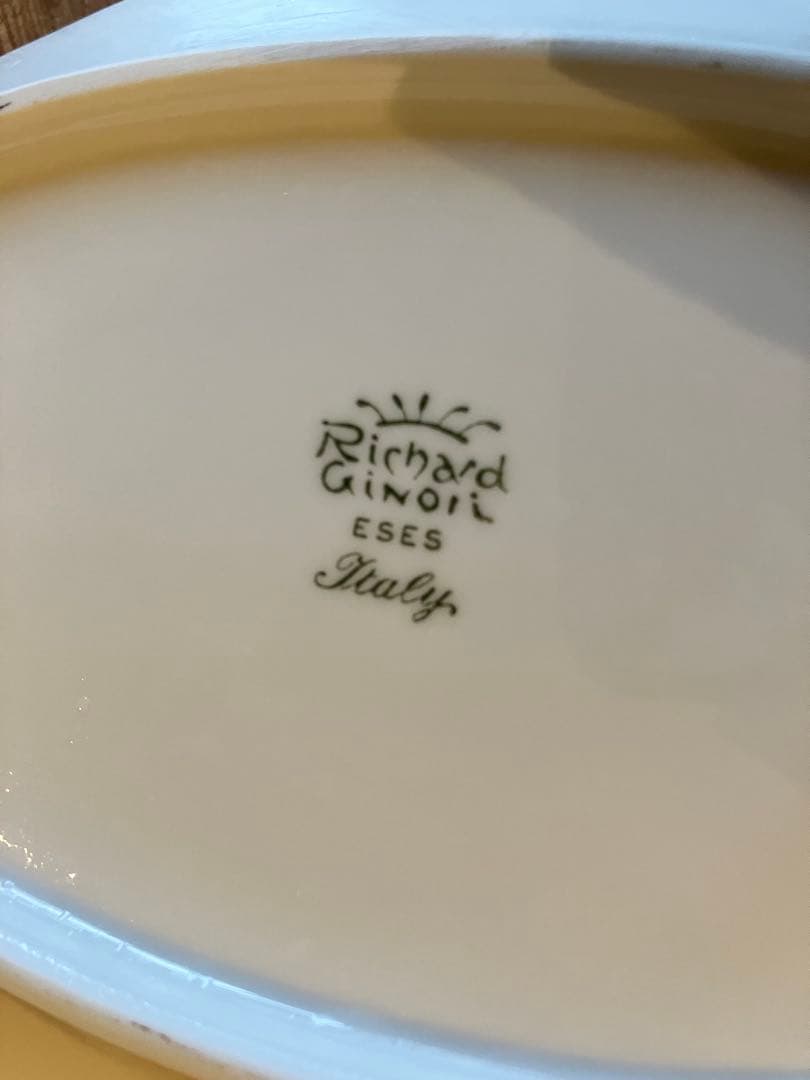 Richard
GiNORi
ESES
Italy